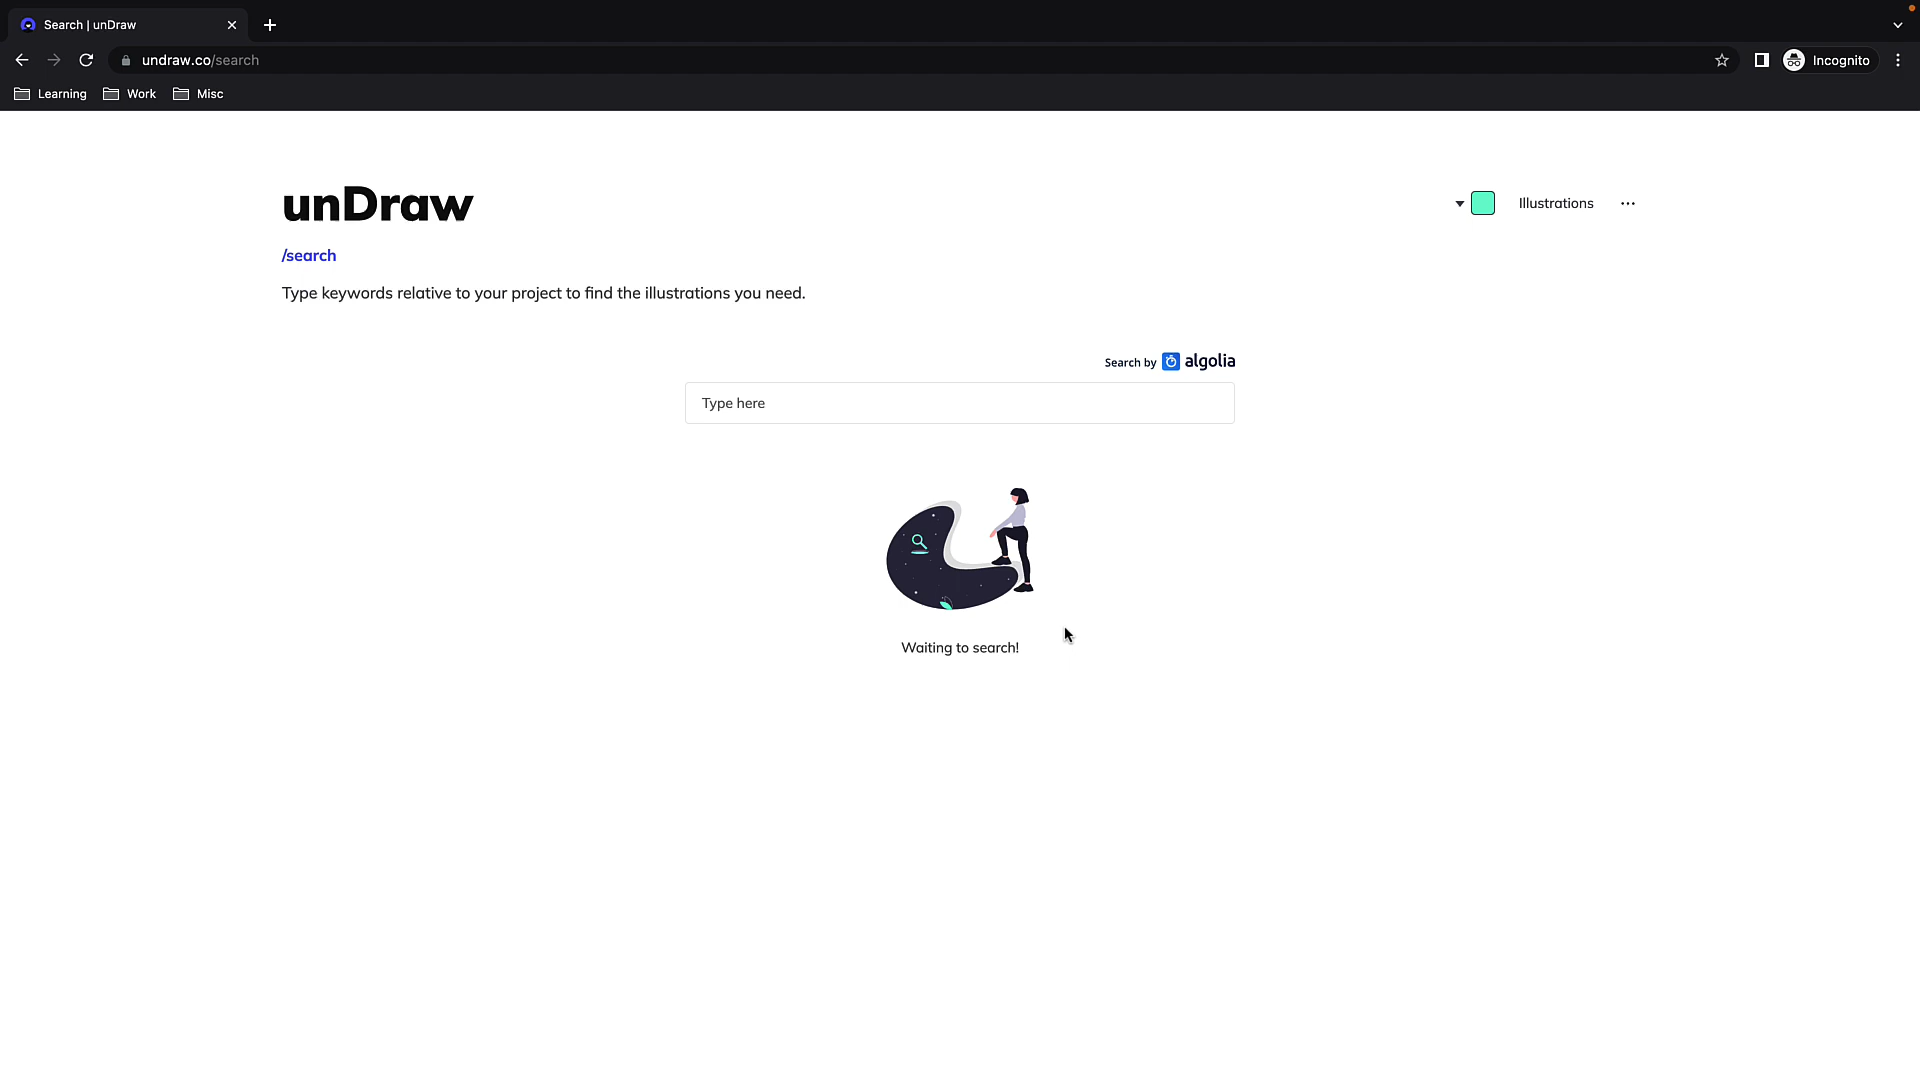 Search | unDraw
undraw.co/search
Incognito
Learning
Work
Misc
unDraw
Illustrations
/search
Type keywords relative to your project to find the illustrations you need.
Search by algolia
Type here
Waiting to search!